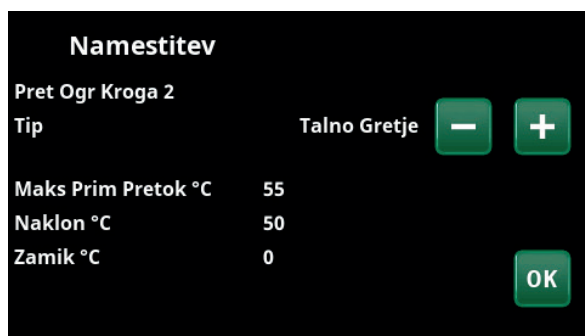 Namestitev
Pret Ogr Kroga 2
Tip Talno Gretje − +
Maks Prim Pretok °C 55
Naklon °C 50
Zamik °C 0
OK